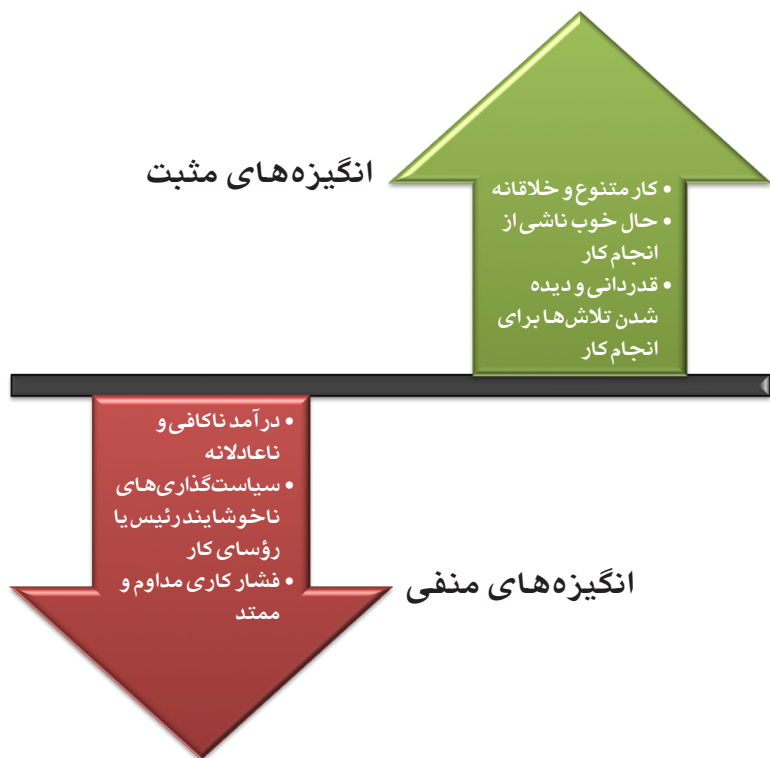 انگیزه‌های مثبت
• کار متنوع و خلاقانه
• حال خوب ناشی از
انجام کار
• قدردانی و دیده
شدن تلاش‌ها برای
انجام کار
• درآمد ناکافی و
ناعادلانه
• سیاست‌گذاری‌های
ناخوشایند رئیس یا
رؤسای کار
• فشار کاری مداوم و
ممتد
انگیزه‌های منفی